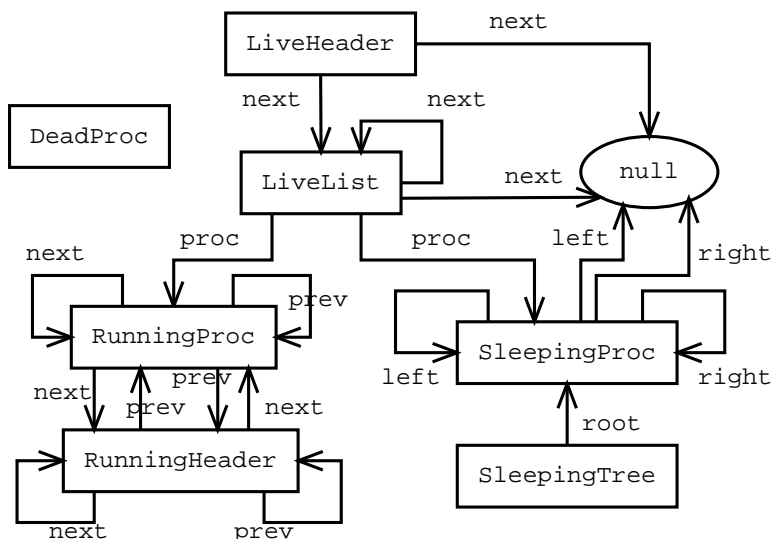 next
LiveHeader
next
next
DeadProc
null
LiveList
next
proc
proc
left
right
next
prev
RunningProc
SleepingProc
left
right
next
prev
prev
next
root
RunningHeader
SleepingTree
next
prev